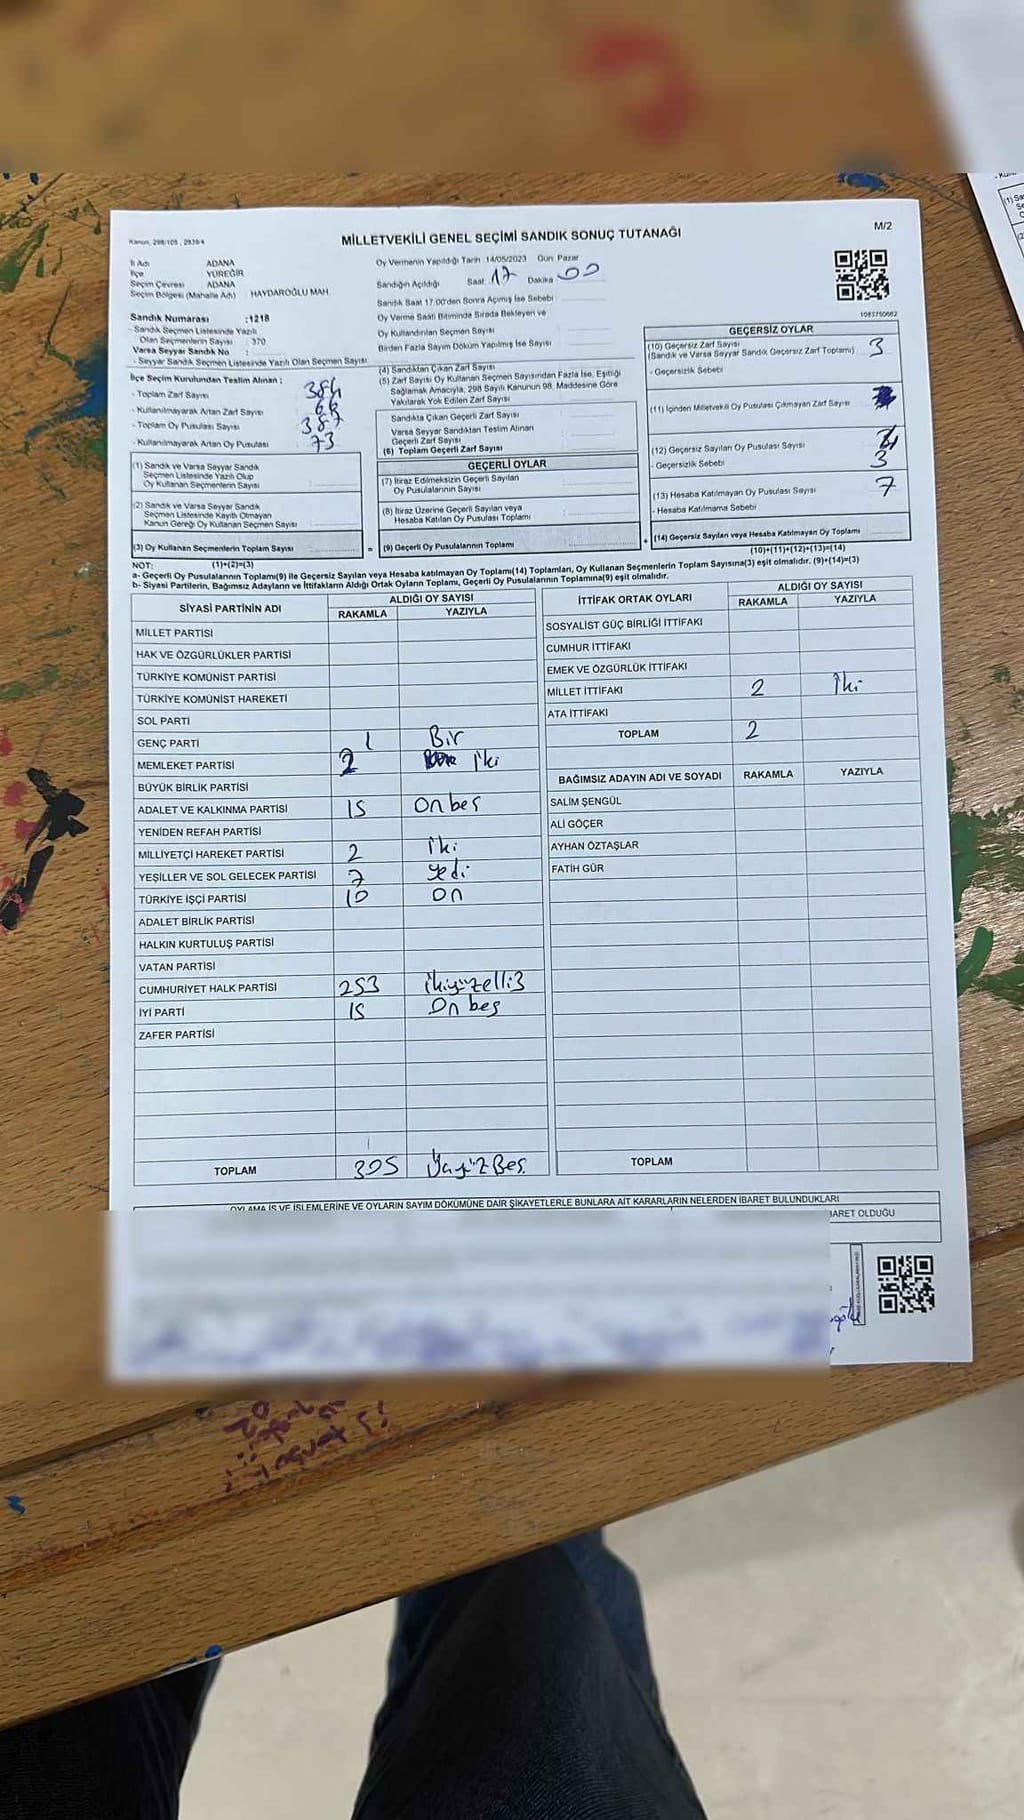 Kanun, 298/105 , 2839/4
MİLLETVEKİLİ GENEL SEÇİMİ SANDIK SONUÇ TUTANAĞI
M/2
İl Adı ADANA
İlçe YÜREĞİR
Seçim Çevresi ADANA
Seçim Bölgesi (Mahalle Adı) : HAYDAROĞLU MAH.
Oy Vermenin Yapıldığı Tarih 14/05/2023 Gün: Pazar
Sandığın Açıldığı Saat 17 Dakika 00
Sandık Saat 17:00'den Sonra Açılmış İse Sebebi
Oy Verme Saati Bitiminde Sırada Bekleyen ve
Oy Kullandırılan Seçmen Sayısı
Birden Fazla Sayım Döküm Yapılmış İse Sayısı
Sandık Numarası :1218
- Sandık Seçmen Listesinde Yazılı
Olan Seçmenlerin Sayısı : 370
Varsa Seyyar Sandık No :
- Seyyar Sandık Seçmen Listesinde Yazılı Olan Seçmen Sayısı
İlçe Seçim Kurulundan Teslim Alınan ;
- Toplam Zarf Sayısı 384
- Kullanılmayarak Artan Zarf Sayısı 66
- Toplam Oy Pusulası Sayısı 387
- Kullanılmayarak Artan Oy Pusulası 73
(1) Sandık ve Varsa Seyyar Sandık
Seçmen Listesinde Yazılı Olup
Oy Kullanan Seçmenlerin Sayısı
(2) Sandık ve Varsa Seyyar Sandık
Seçmen Listesinde Kayıtlı Olmayan
Kanun Gereği Oy Kullanan Seçmen Sayısı
(3) Oy Kullanan Seçmenlerin Toplam Sayısı
(1)+(2)=(3)
(4) Sandıktan Çıkan Zarf Sayısı
(5) Zarf Sayısı Oy Kullanan Seçmen Sayısından Fazla İse, Eşitliği
Sağlamak Amacıyla, 298 Sayılı Kanunun 98. Maddesine Göre
Yakılarak Yok Edilen Zarf Sayısı
Sandıkta Çıkan Geçerli Zarf Sayısı
Varsa Seyyar Sandıktan Teslim Alınan
Geçerli Zarf Sayısı
(6) Toplam Geçerli Zarf Sayısı
GEÇERLİ OYLAR
(7) İtiraz Edilmeksizin Geçerli Sayılan
Oy Pusulalarının Sayısı
(8) İtiraz Üzerine Geçerli Sayılan veya
Hesaba Katılan Oy Pusulası Toplamı
= (9) Geçerli Oy Pusulalarının Toplamı
1083750662
GEÇERSİZ OYLAR
(10) Geçersiz Zarf Sayısı 3
(Sandık ve Varsa Seyyar Sandık Geçersiz Zarf Toplamı)
- Geçersizlik Sebebi
(11) İçinden Milletvekili Oy Pusulası Çıkmayan Zarf Sayısı
(12) Geçersiz Sayılan Oy Pusulası Sayısı 3
- Geçersizlik Sebebi
(13) Hesaba Katılmayan Oy Pusulası Sayısı 7
- Hesaba Katılmama Sebebi
+ (14) Geçersiz Sayılan veya Hesaba Katılmayan Oy Toplamı
(10)+(11)+(12)+(13)=(14)
NOT:
a- Geçerli Oy Pusulalarının Toplamı(9) ile Geçersiz Sayılan veya Hesaba katılmayan Oy Toplamı(14) Toplamları, Oy Kullanan Seçmenlerin Toplam Sayısına(3) eşit olmalıdır. (9)+(14)=(3)
b- Siyasi Partilerin, Bağımsız Adayların ve İttifakların Aldığı Ortak Oyların Toplamı, Geçerli Oy Pusulalarının Toplamına(9) eşit olmalıdır.
SİYASİ PARTİNİN ADI ALDIĞI OY SAYISI
RAKAMLA YAZIYLA
MİLLET PARTİSİ
HAK VE ÖZGÜRLÜKLER PARTİSİ
TÜRKİYE KOMÜNİST PARTİSİ
TÜRKİYE KOMÜNİST HAREKETİ
SOL PARTİ
GENÇ PARTİ 1 Bir
MEMLEKET PARTİSİ 2 İki
BÜYÜK BİRLİK PARTİSİ
ADALET VE KALKINMA PARTİSİ 15 On beş
YENİDEN REFAH PARTİSİ
MİLLİYETÇİ HAREKET PARTİSİ 2 İki
YEŞİLLER VE SOL GELECEK PARTİSİ 7 yedi
TÜRKİYE İŞÇİ PARTİSİ 10 On
ADALET BİRLİK PARTİSİ
HALKIN KURTULUŞ PARTİSİ
VATAN PARTİSİ
CUMHURİYET HALK PARTİSİ 253 İkiyüzelli3
İYİ PARTİ 15 On beş
ZAFER PARTİSİ
TOPLAM 305 Üçyüz Beş
İTTİFAK ORTAK OYLARI ALDIĞI OY SAYISI
RAKAMLA YAZIYLA
SOSYALİST GÜÇ BİRLİĞİ İTTİFAKI
CUMHUR İTTİFAKI
EMEK VE ÖZGÜRLÜK İTTİFAKI
MİLLET İTTİFAKI 2 İki
ATA İTTİFAKI
TOPLAM 2
BAĞIMSIZ ADAYIN ADI VE SOYADI RAKAMLA YAZIYLA
SALİM ŞENGÜL
ALİ GÖÇER
AYHAN ÖZTAŞLAR
FATİH GÜR
TOPLAM
OYLAMA İŞ VE İŞLEMLERİNE VE OYLARIN SAYIM DÖKÜMÜNE DAİR ŞİKAYETLERLE BUNLARA AİT KARARLARIN NELERDEN İBARET BULUNDUKLARI
BARET OLDUĞU